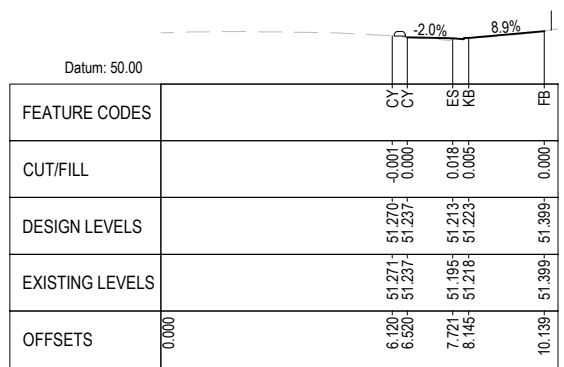 -2.0% 8.9%
Datum: 50.00
FEATURE CODES CY CY ES KB FB
CUT/FILL -0.001 0.000 0.018 0.005 0.000
DESIGN LEVELS 51.270 51.237 51.213 51.223 51.399
EXISTING LEVELS 51.271 51.237 51.195 51.218 51.399
OFFSETS 0.000 6.120 6.520 7.721 8.145 10.139